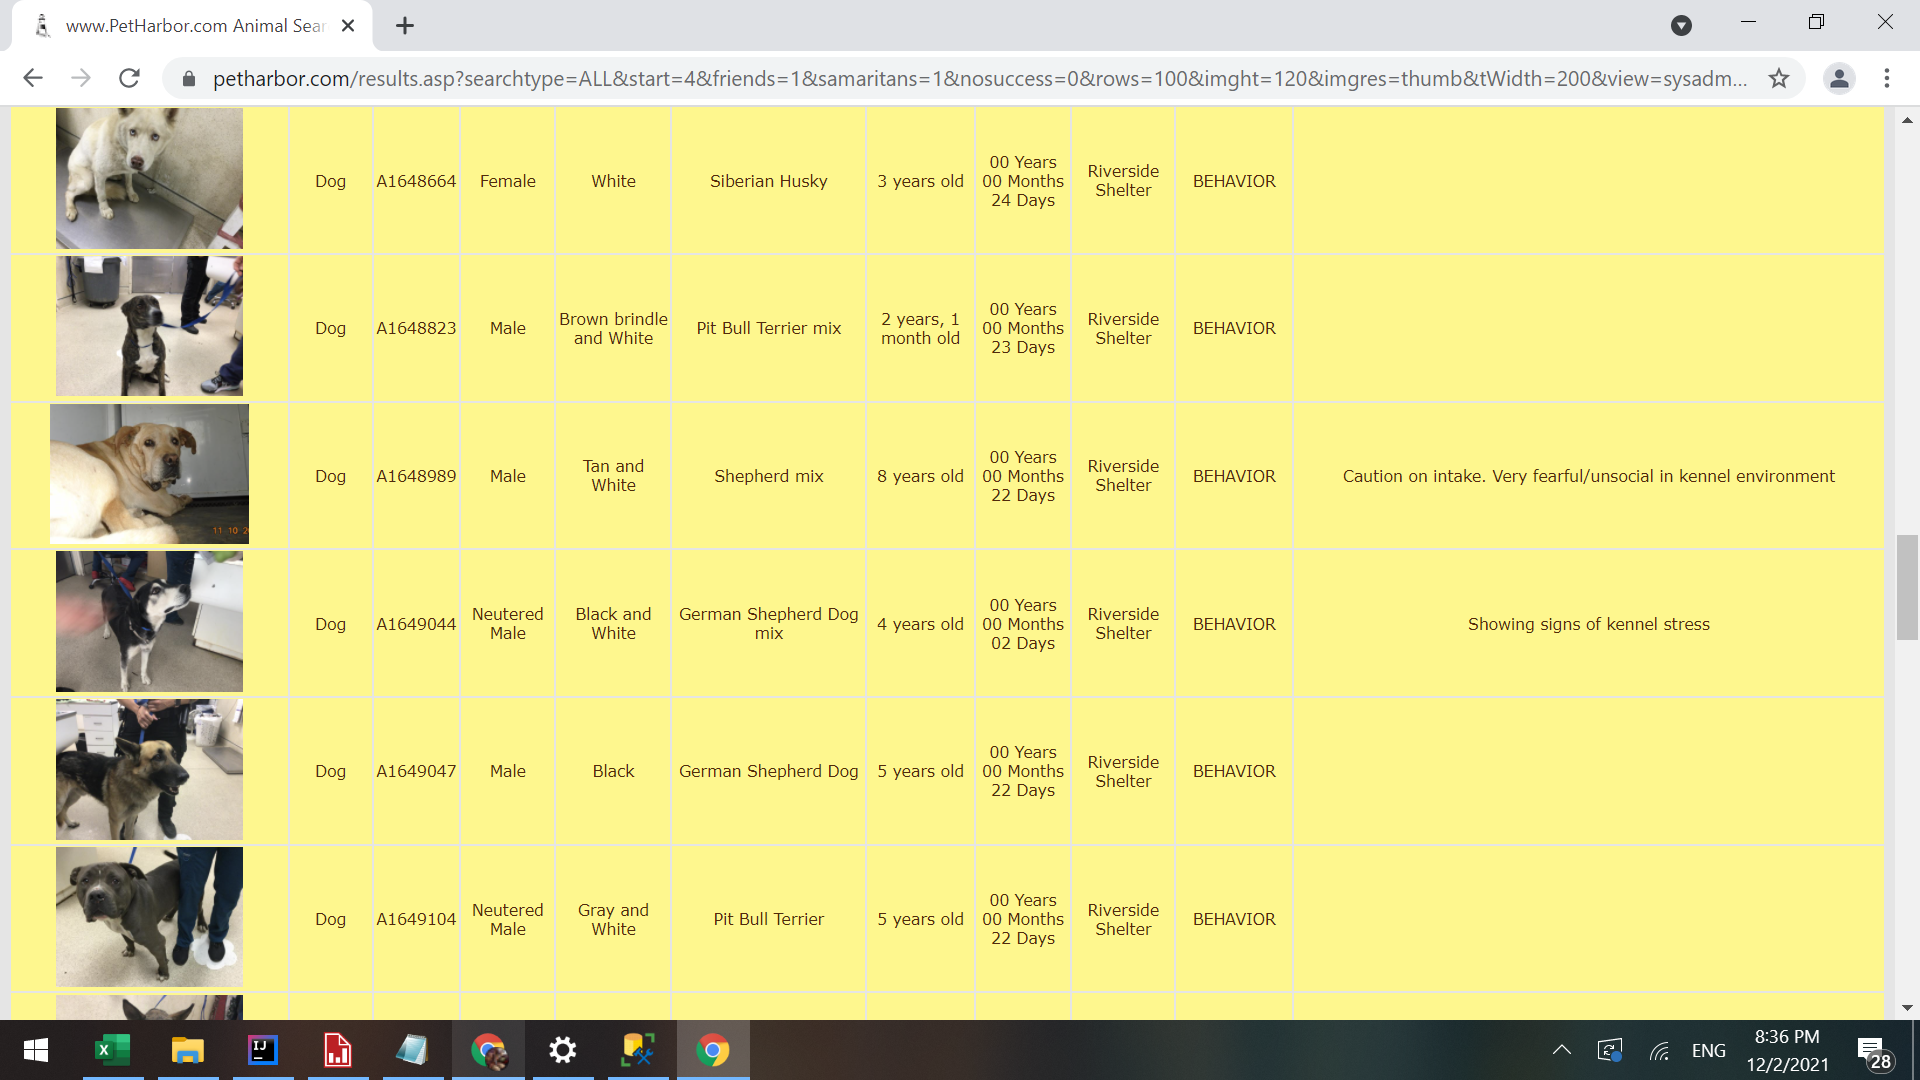 www.PetHarbor.com Animal Sear
petharbor.com/results.asp?searchtype=ALL&start=4&friends=1&samaritans=1&nosuccess=0&rows=100&imght=120&imgres=thumb&tWidth=200&view=sysadm...
Dog A1648664 Female White Siberian Husky 3 years old 00 Years 00 Months 24 Days Riverside Shelter BEHAVIOR
Dog A1648823 Male Brown brindle and White Pit Bull Terrier mix 2 years, 1 month old 00 Years 00 Months 23 Days Riverside Shelter BEHAVIOR
11 10 2
Dog A1648989 Male Tan and White Shepherd mix 8 years old 00 Years 00 Months 22 Days Riverside Shelter BEHAVIOR Caution on intake. Very fearful/unsocial in kennel environment
Dog A1649044 Neutered Male Black and White German Shepherd Dog mix 4 years old 00 Years 00 Months 02 Days Riverside Shelter BEHAVIOR Showing signs of kennel stress
Dog A1649047 Male Black German Shepherd Dog 5 years old 00 Years 00 Months 22 Days Riverside Shelter BEHAVIOR
Dog A1649104 Neutered Male Gray and White Pit Bull Terrier 5 years old 00 Years 00 Months 22 Days Riverside Shelter BEHAVIOR
X
IJ
ENG
8:36 PM
12/2/2021
28